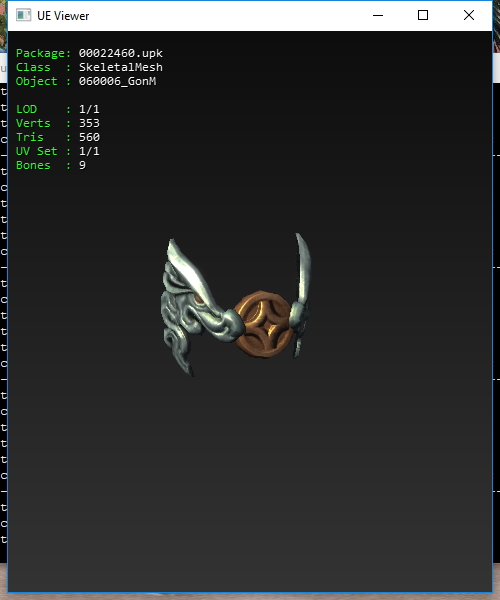 UE Viewer
Package: 00022460.upk
Class  : SkeletalMesh
Object : 060006_GonM
LOD    : 1/1
Verts  : 353
Tris   : 560
UV Set : 1/1
Bones  : 9